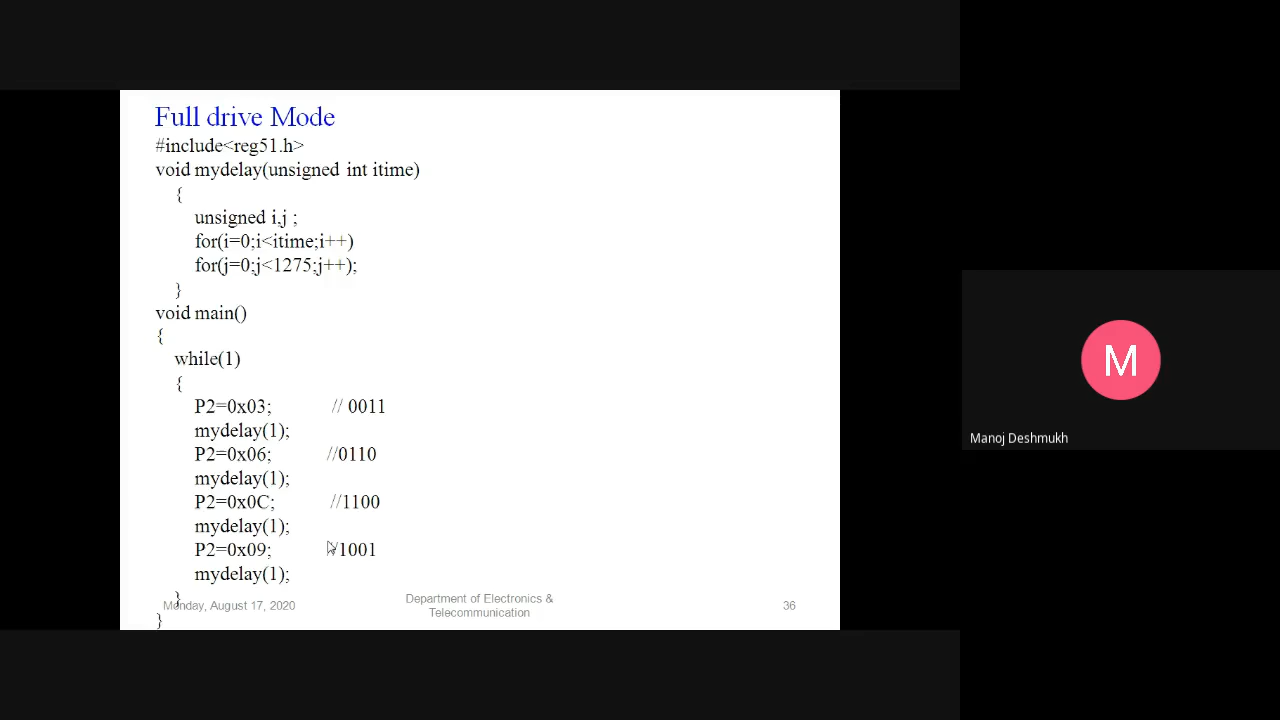 Full drive Mode
#include<reg51.h>
void mydelay(unsigned int itime)
{
unsigned i,j ;
for(i=0;i<itime;i++)
for(j=0;j<1275;j++);
}
void main()
{
while(1)
{
P2=0x03; // 0011
mydelay(1);
P2=0x06; //0110
mydelay(1);
P2=0x0C; //1100
mydelay(1);
P2=0x09; //1001
mydelay(1);
}
}
Monday, August 17, 2020
Department of Electronics &
Telecommunication
36
M
Manoj Deshmukh